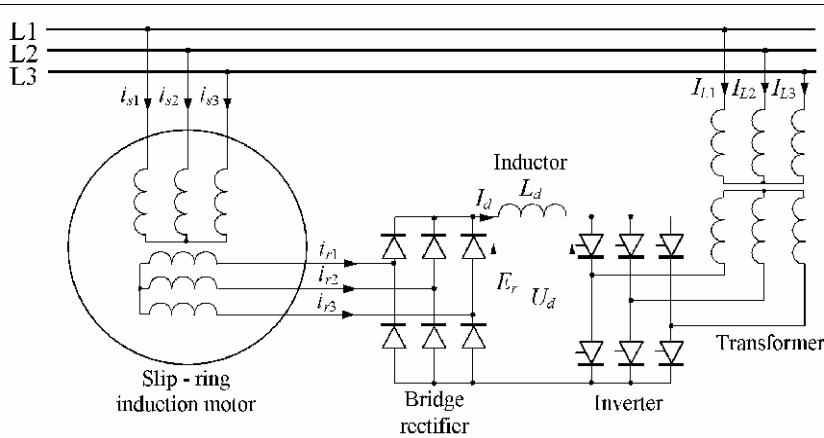 L1
L2
L3
i_s1 i_s2 i_s3
I_L1 I_L2 I_L3
Inductor
L_d
I_d
i_r1
i_r2
i_r3
E_r U_d
Slip - ring
induction motor
Bridge
rectifier
Inverter
Transformer